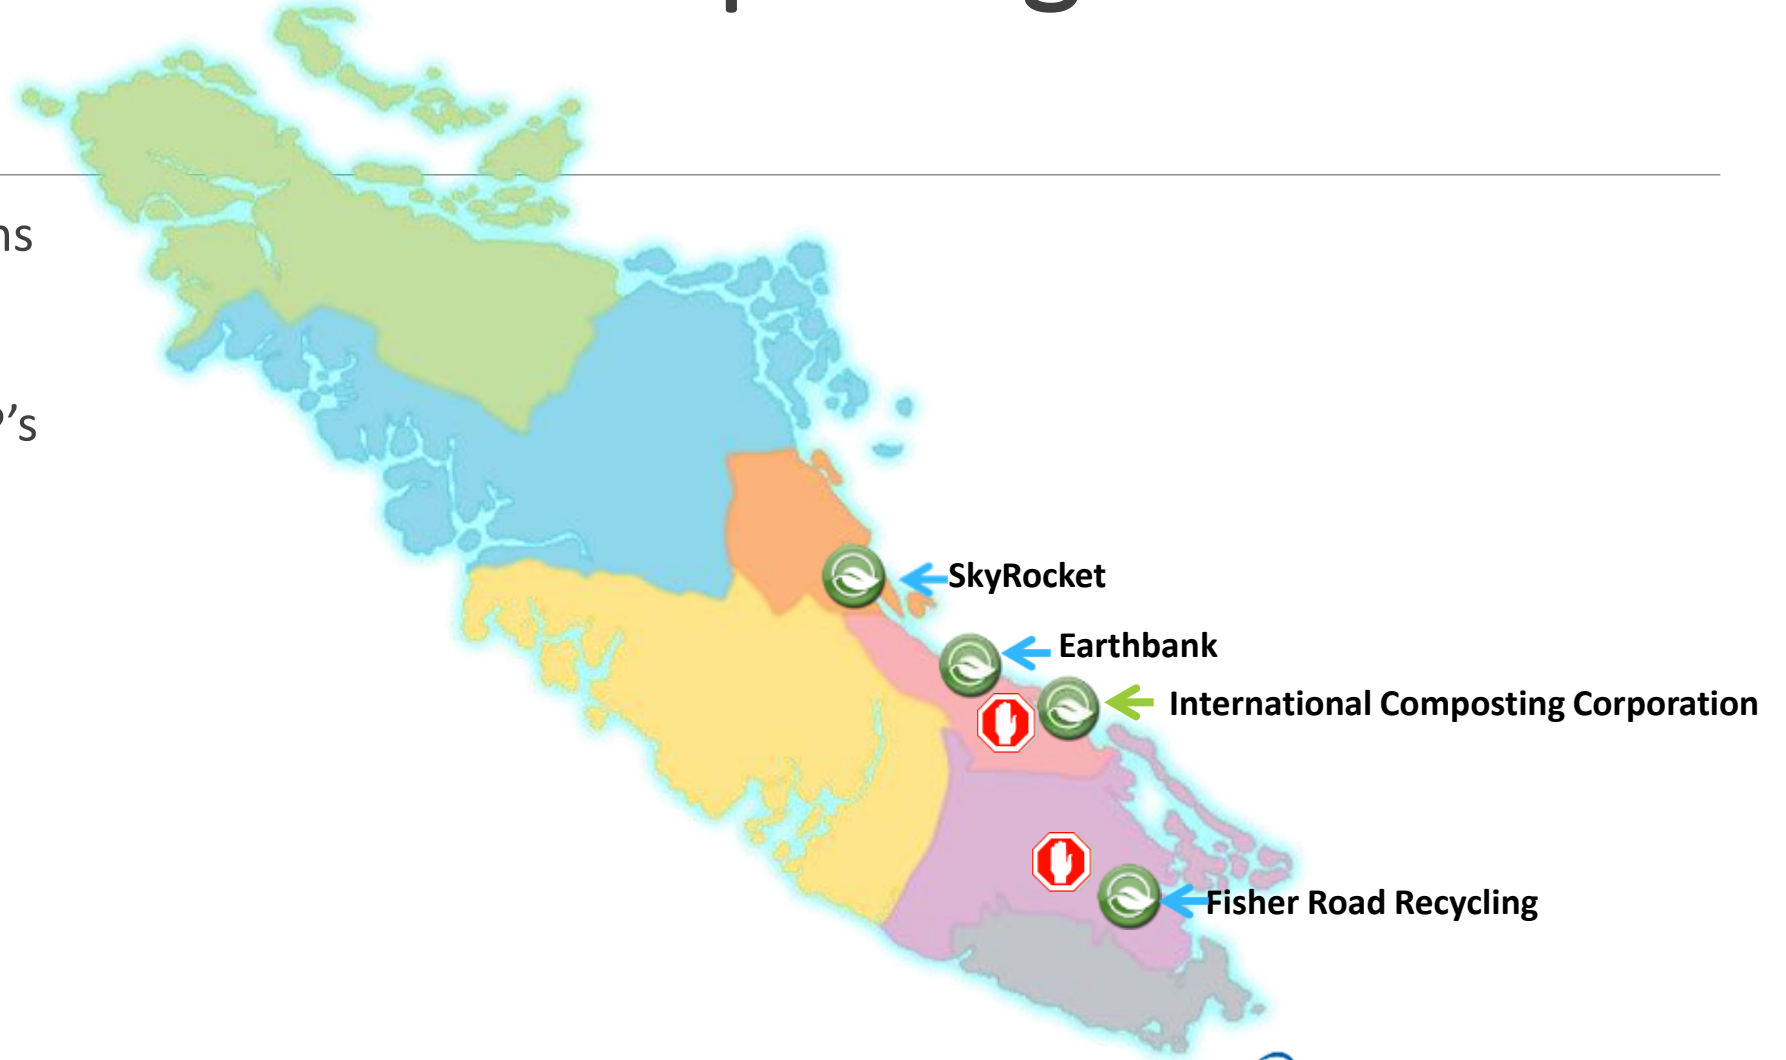 ns
’s
SkyRocket
Earthbank
International Composting Corporation
Fisher Road Recycling